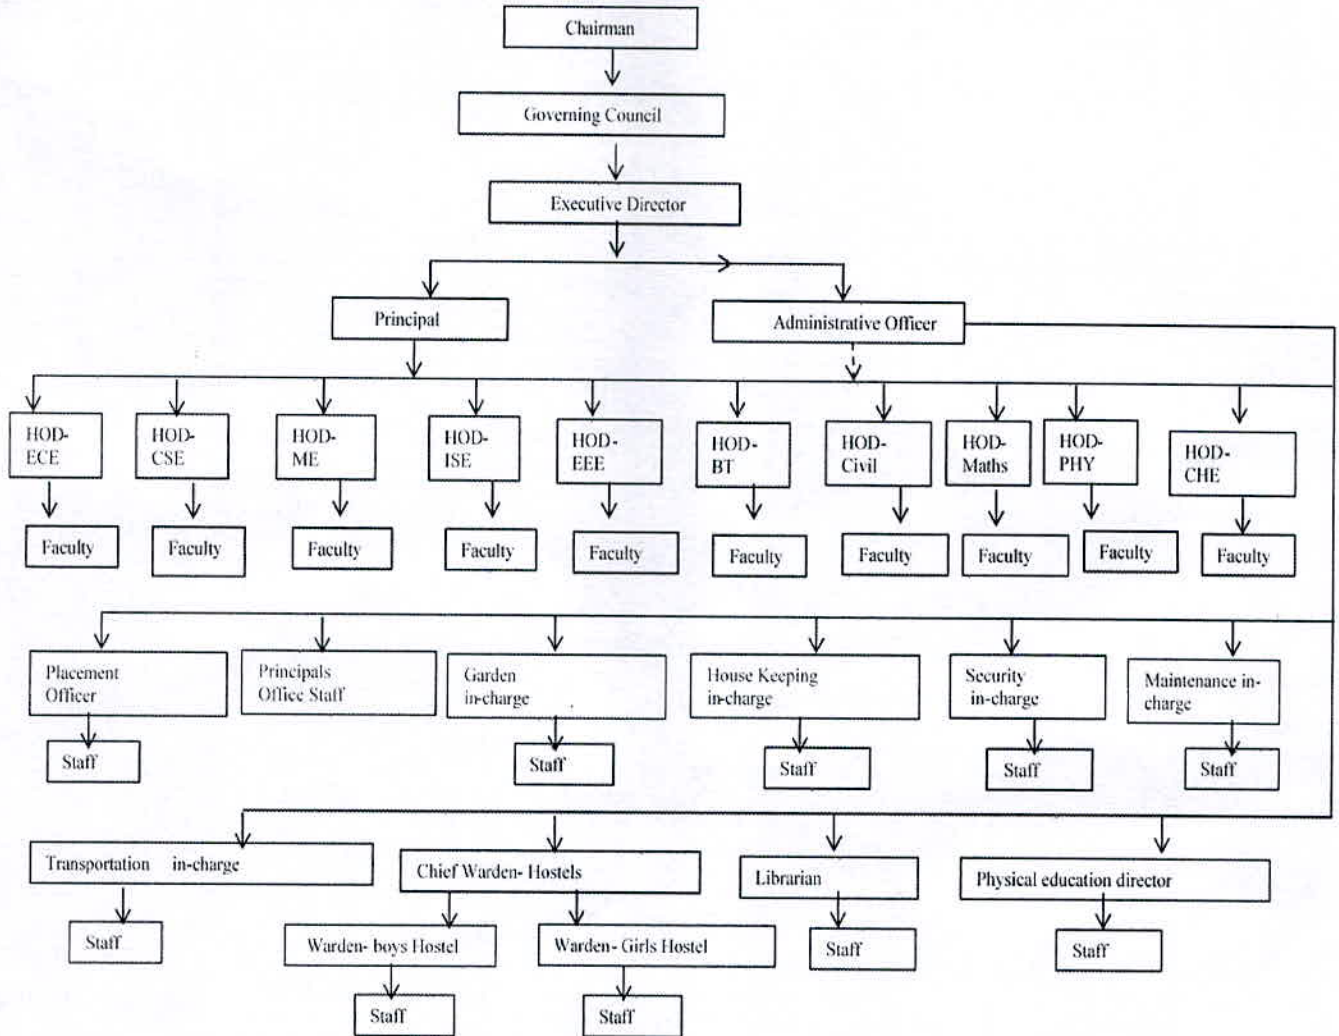 Chairman
Governing Council
Executive Director
Principal
Administrative Officer
HOD-
ECE
HOD-
CSE
HOD-
ME
HOD-
ISE
HOD-
EEE
HOD-
BT
HOD-
Civil
HOD-
Maths
HOD-
PHY
HOD-
CHE
Faculty
Faculty
Faculty
Faculty
Faculty
Faculty
Faculty
Faculty
Faculty
Faculty
Placement
Officer
Principals
Office Staff
Garden
in-charge
House Keeping
in-charge
Security
in-charge
Maintenance in-
charge
Staff
Staff
Staff
Staff
Staff
Transportation in-charge
Chief Warden- Hostels
Librarian
Physical education director
Staff
Warden- boys Hostel
Warden- Girls Hostel
Staff
Staff
Staff
Staff